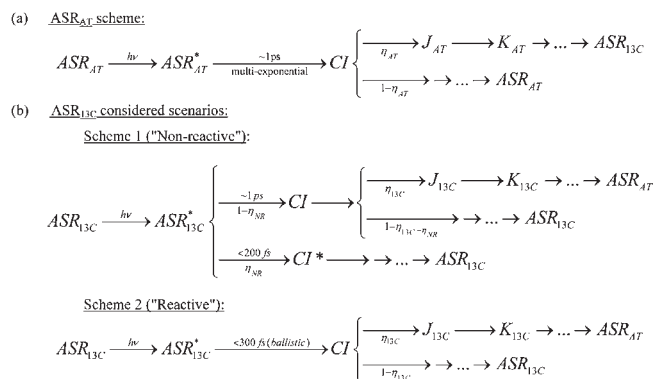 (a) ASR_AT scheme:
ASR_AT —hν→ ASR*_AT —~1ps multi-exponential→ CI { —η_AT→ J_AT → K_AT → ... → ASR_13C
—1−η_AT→ → ... → ASR_AT
(b) ASR_13C considered scenarios:
Scheme 1 ("Non-reactive"):
ASR_13C —hν→ ASR*_13C { —~1ps 1−η_NR→ CI → { —η_13C→ J_13C → K_13C → ... → ASR_AT
—1−η_13C−η_NR→ → ... → ASR_13C
—<200 fs η_NR→ CI* → → ... → ASR_13C
Scheme 2 ("Reactive"):
ASR_13C —hν→ ASR*_13C —<300 fs (ballistic)→ CI { —η_13C→ J_13C → K_13C → ... → ASR_AT
—1−η_13C→ → ... → ASR_13C